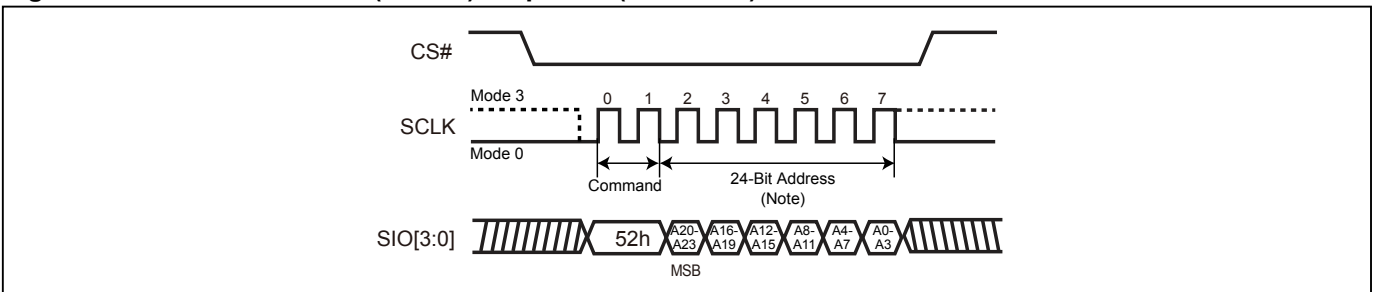 CS#
Mode 3
0 1 2 3 4 5 6 7
SCLK
Mode 0
Command
24-Bit Address
(Note)
SIO[3:0]
52h
A20-
A23
A16-
A19
A12-
A15
A8-
A11
A4-
A7
A0-
A3
MSB